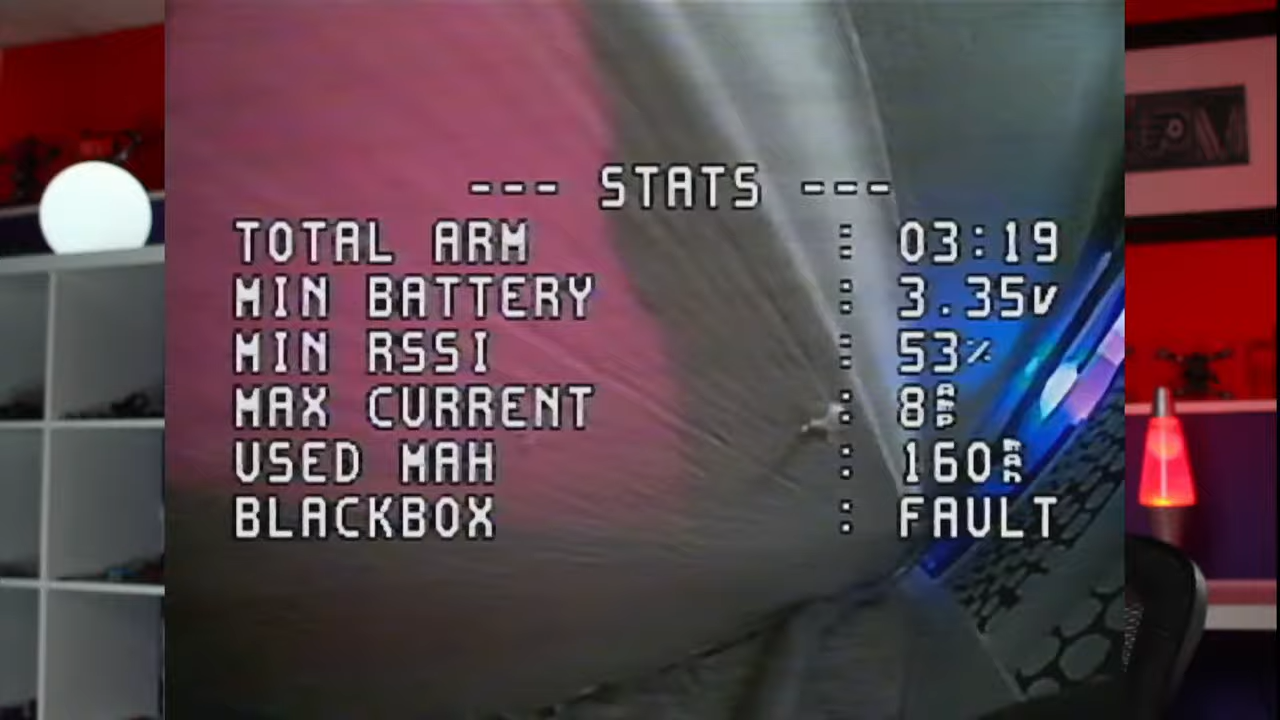 --- STATS ---
TOTAL ARM : 03:19
MIN BATTERY : 3.35V
MIN RSSI : 53%
MAX CURRENT : 8AMP
USED MAH : 160MAH
BLACKBOX : FAULT